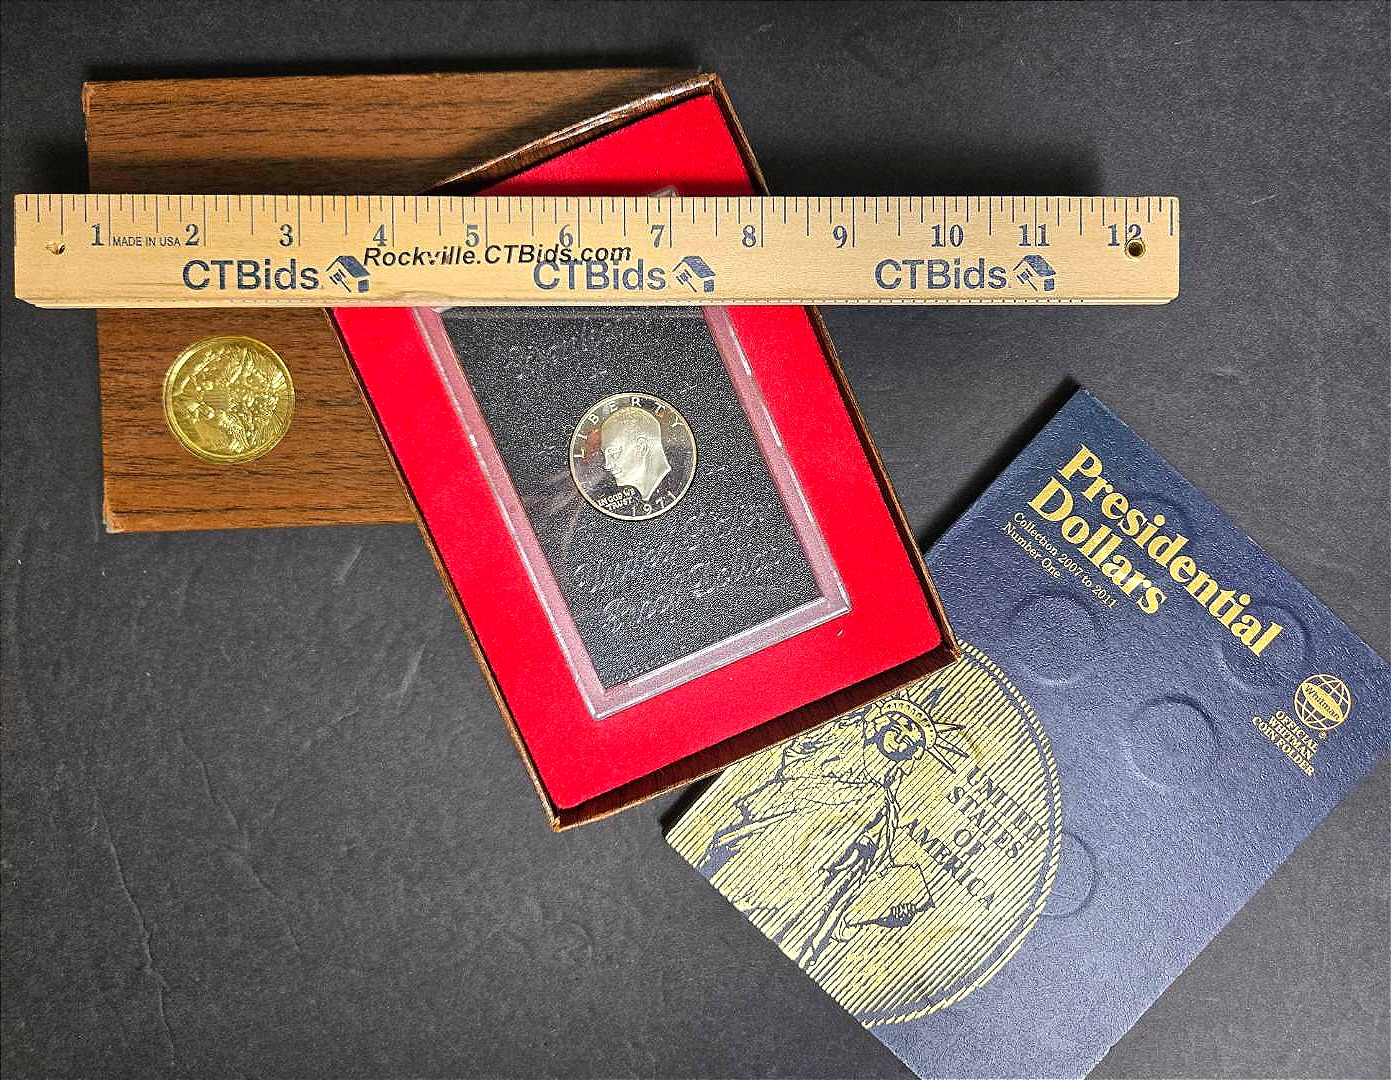 1 2 3 4 5 6 7 8 9 10 11 12
MADE IN USA
Rockville.CTBids.com
CTBids CTBids CTBids
LIBERTY
IN GOD WE
TRUST
1971
Presidential
Dollars
Collection 2007 to 2011
Number One
Whitman
OFFICIAL
WHITMAN
COIN FOLDER
UNITED
STATES
OF
AMERICA